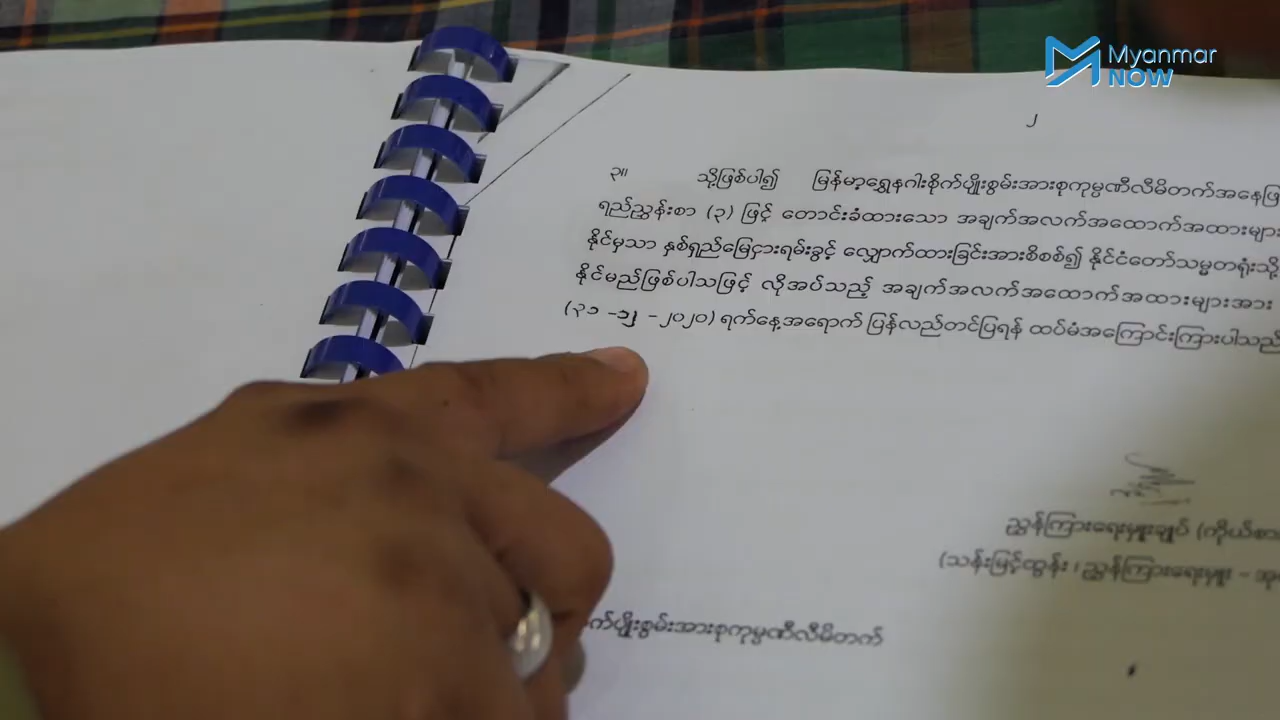 Myanmar
NOW
၂
၃။ သို့ဖြစ်ပါ၍ မြန်မာ့ရွှေနဂါးစိုက်ပျိုးစွမ်းအားစုကုမ္ပဏီလီမိတက်အနေဖြ
ရည်ညွှန်းစာ (၃) ဖြင့် တောင်းခံထားသော အချက်အလက်အထောက်အထားများ
နိုင်မှသာ နှစ်ရှည်မြေငှားရမ်းခွင့် လျှောက်ထားခြင်းအားစိစစ်၍ နိုင်ငံတော်သမ္မတရုံးသို့
နိုင်မည်ဖြစ်ပါသဖြင့် လိုအပ်သည့် အချက်အလက်အထောက်အထားများအား
(၃၁ -၁၂ -၂၀၂၀) ရက်နေ့အရောက် ပြန်လည်တင်ပြရန် ထပ်မံအကြောင်းကြားပါသည်
ညွှန်ကြားရေးမှူးချုပ် (ကိုယ်စာ
(သန်းမြင့်ထွန်း ၊ ညွှန်ကြားရေးမှူး –
က်ပျိုးစွမ်းအားစုကုမ္ပဏီလီမိတက်